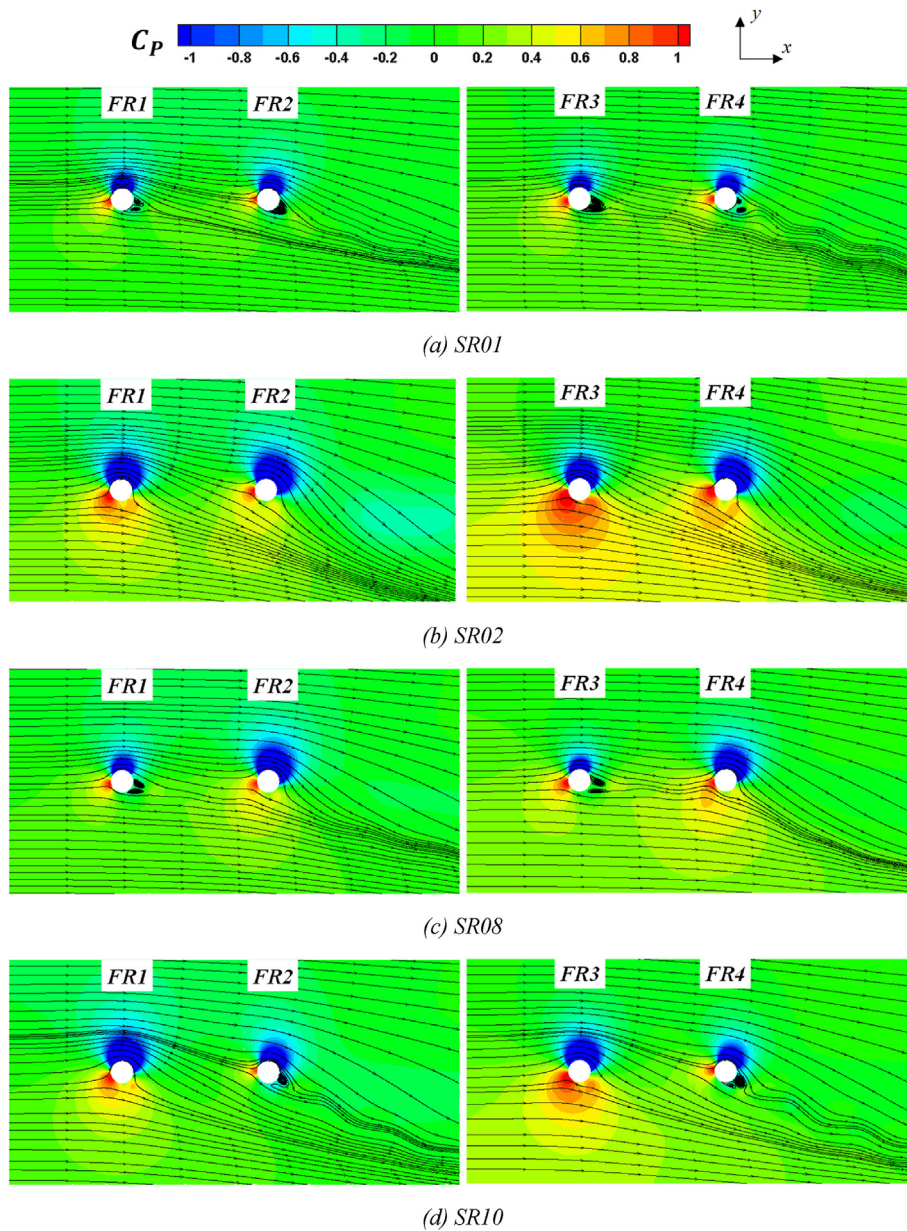 C_P
-1 -0.8 -0.6 -0.4 -0.2 0 0.2 0.4 0.6 0.8 1
y
x
FR1 FR2 FR3 FR4
(a) SR01
FR1 FR2 FR3 FR4
(b) SR02
FR1 FR2 FR3 FR4
(c) SR08
FR1 FR2 FR3 FR4
(d) SR10